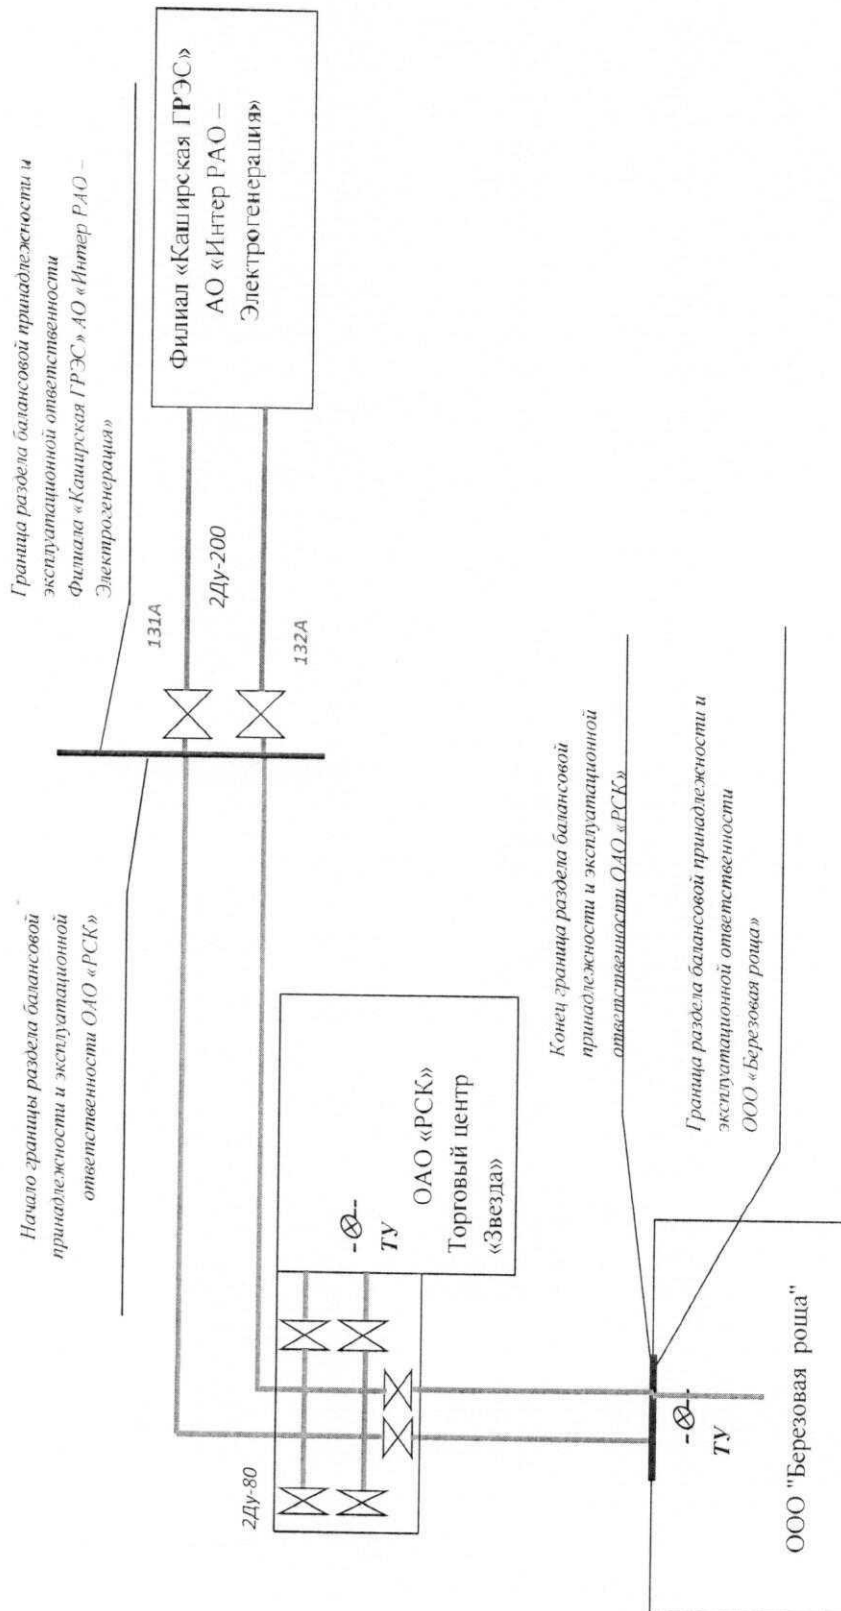 Граница раздела балансовой принадлежности и
эксплуатационной ответственности
Филиала «Каширская ГРЭС» АО «Интер РАО –
Электрогенерация»
Филиал «Каширская ГРЭС»
АО «Интер РАО –
Электрогенерация»
131А
2Ду-200
132А
Начало границы раздела балансовой
принадлежности и эксплуатационной
ответственности ОАО «РСК»
ТУ
ОАО «РСК»
Торговый центр
«Звезда»
2Ду-80
Конец граница раздела балансовой
принадлежности и эксплуатационной
ответственности ОАО «РСК»
Граница раздела балансовой принадлежности и
эксплуатационной ответственности
ООО «Березовая роща»
ТУ
ООО "Березовая роща"